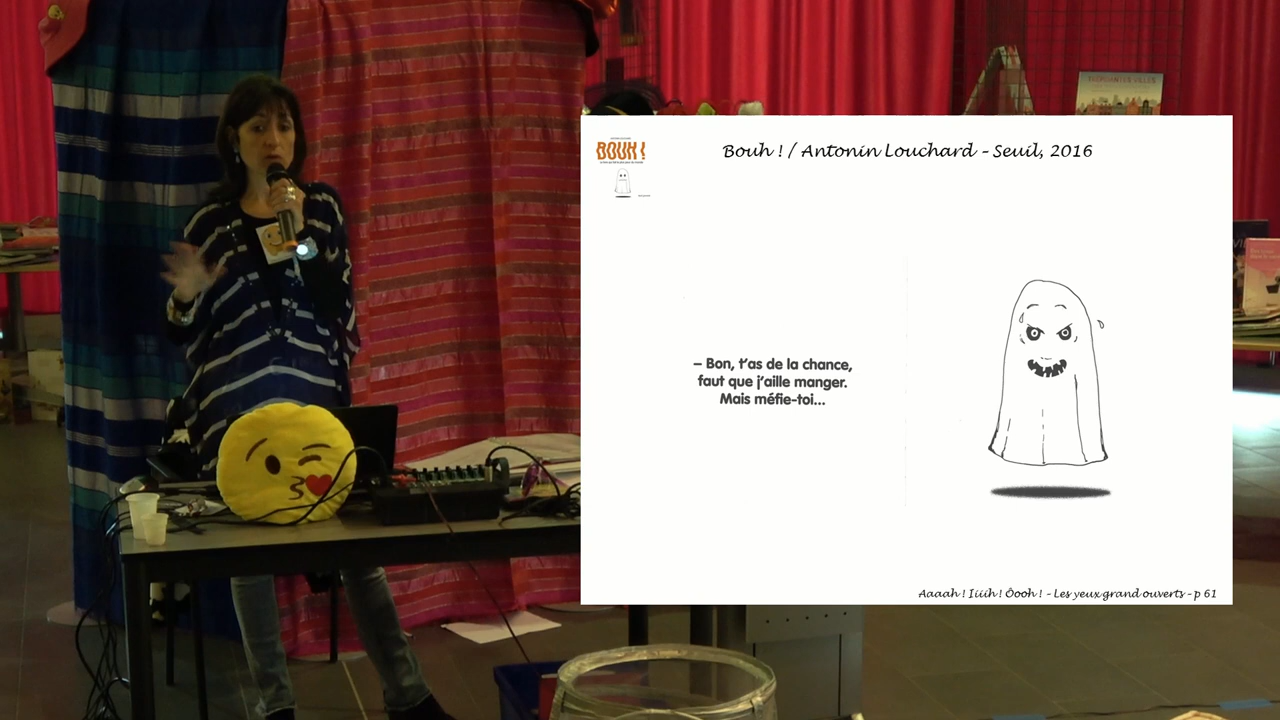 BOUH !
Bouh ! / Antonin Louchard – Seuil, 2016
– Bon, t'as de la chance,
faut que j'aille manger.
Mais méfie-toi...
Aaaah ! Iiiih ! Ôooh ! - Les yeux grand ouverts - p 61